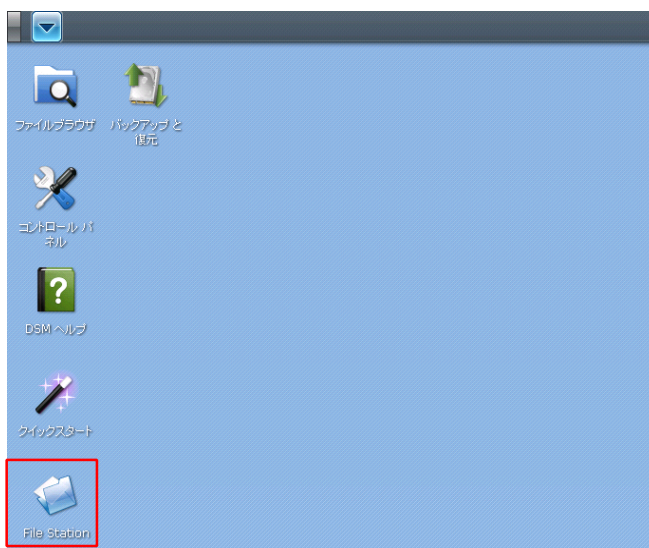 ファイルブラウザ
バックアップ と
復元
コントロール パ
ネル
DSM ヘルプ
クイックスタート
File Station